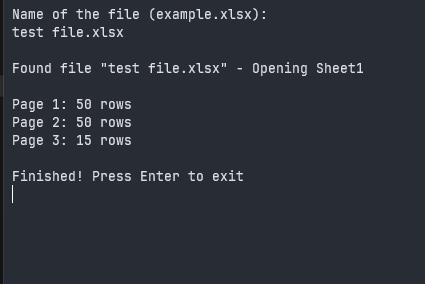 Name of the file (example.xlsx):
test file.xlsx
Found file "test file.xlsx" - Opening Sheet1
Page 1: 50 rows
Page 2: 50 rows
Page 3: 15 rows
Finished! Press Enter to exit